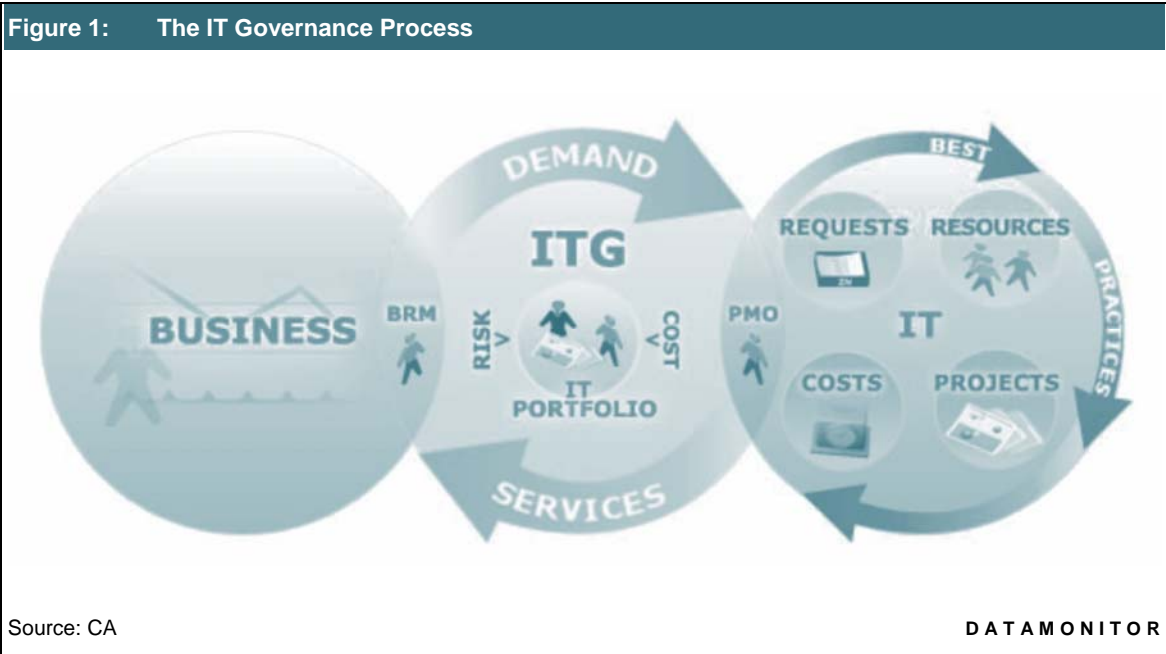 Figure 1: The IT Governance Process
BUSINESS
BRM
DEMAND
ITG
RISK
>
COST
<
IT
PORTFOLIO
SERVICES
PMO
BEST
PRACTICES
REQUESTS
RESOURCES
IT
COSTS
PROJECTS
Source: CA
DATAMONITOR